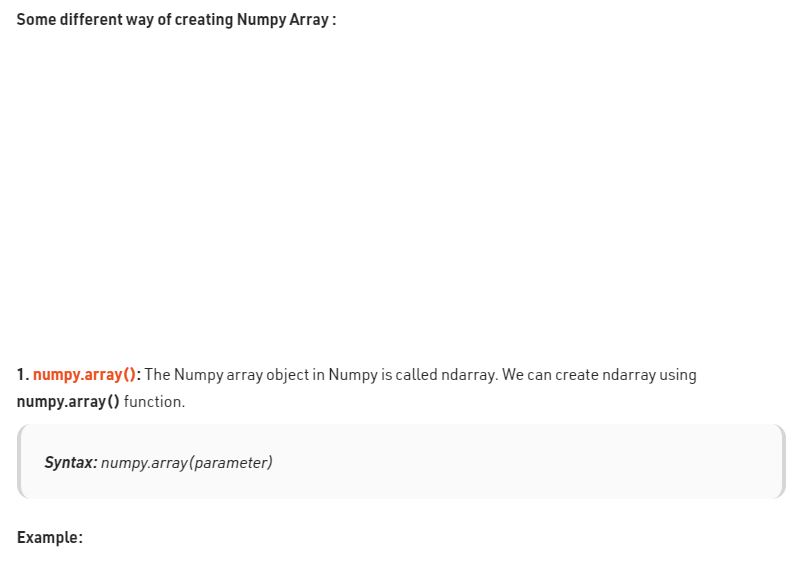 Some different way of creating Numpy Array :
1. numpy.array(): The Numpy array object in Numpy is called ndarray. We can create ndarray using
numpy.array() function.
Syntax: numpy.array(parameter)
Example: